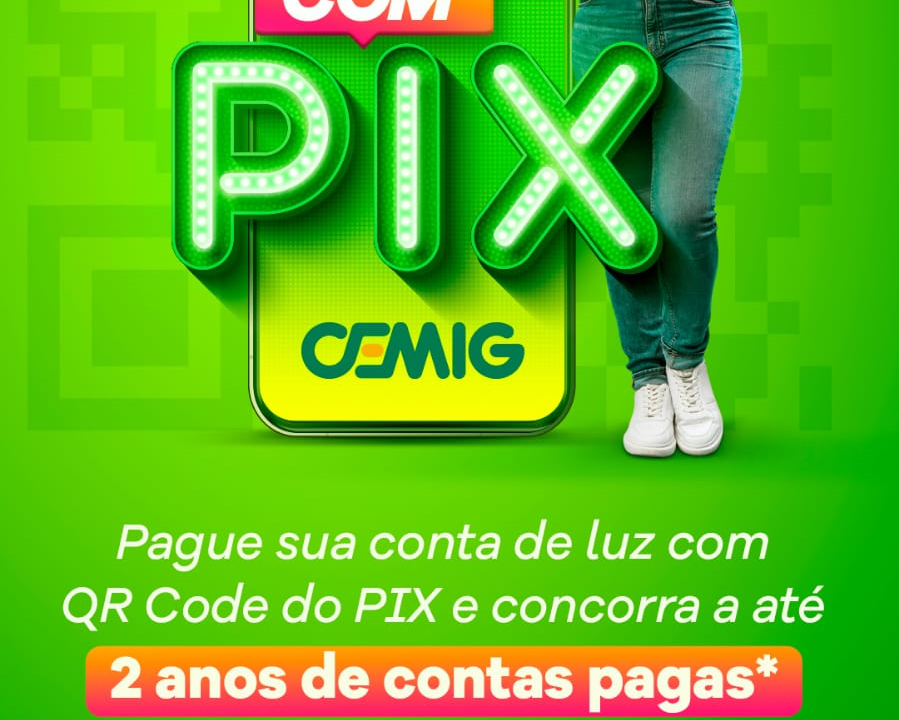 COM
PIX
CEMIG
Pague sua conta de luz com
QR Code do PIX e concorra a até
2 anos de contas pagas*